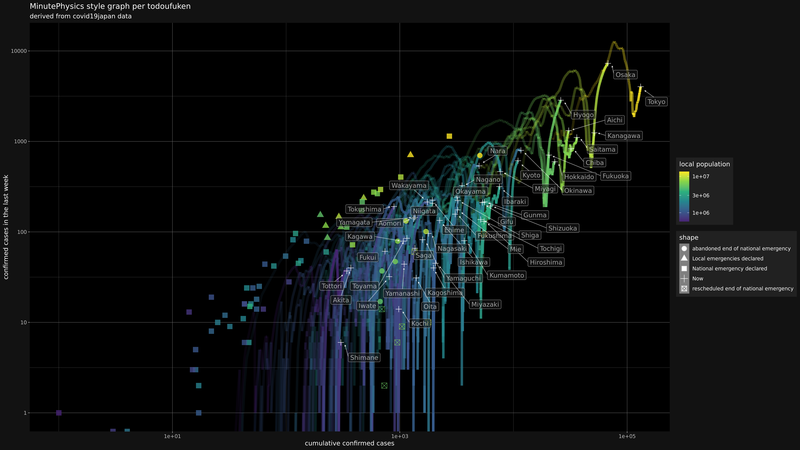 MinutePhysics style graph per todoufuken
derived from covid19japan data
10000
1000
100
10
1
confirmed cases in the last week
1e+01
1e+03
1e+05
cumulative confirmed cases
Osaka
Tokyo
Hyogo
Aichi
Kanagawa
Saitama
Chiba
Nara
Kyoto
Hokkaido
Fukuoka
Nagano
Wakayama
Okayama
Miyagi
Okinawa
Ibaraki
Tokushima
Niigata
Gunma
Yamagata
Aomori
Gifu
Shizuoka
Ehime
Kagawa
Fukushima
Shiga
Nagasaki
Mie
Tochigi
Fukui
Saga
Ishikawa
Hiroshima
Kumamoto
Yamaguchi
Tottori
Toyama
Yamanashi
Kagoshima
Akita
Iwate
Oita
Miyazaki
Kochi
Shimane
local population
1e+07
3e+06
1e+06
shape
abandoned end of national emergency
Local emergencies declared
National emergency declared
Now
rescheduled end of national emergency